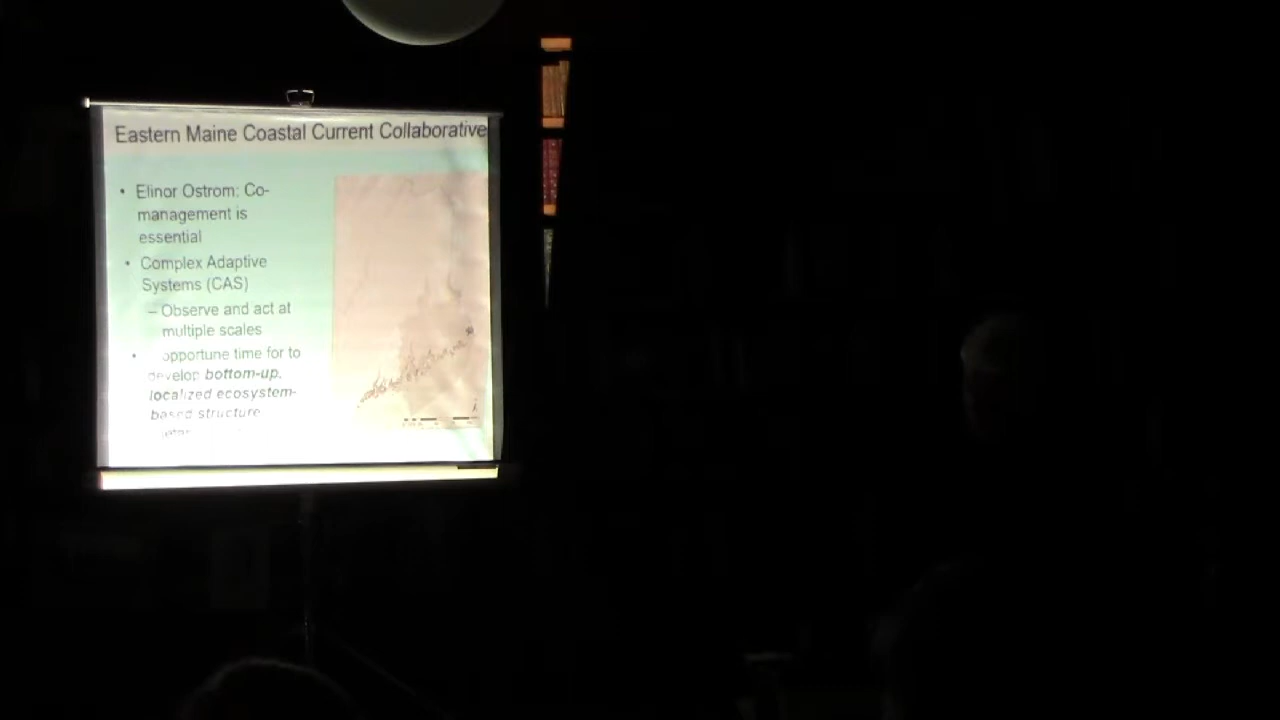 Eastern Maine Coastal Current Collaborative
• Elinor Ostrom: Co-
management is
essential
• Complex Adaptive
Systems (CAS)
– Observe and act at
multiple scales
• opportune time for to
develop bottom-up,
localized ecosystem-
based structure